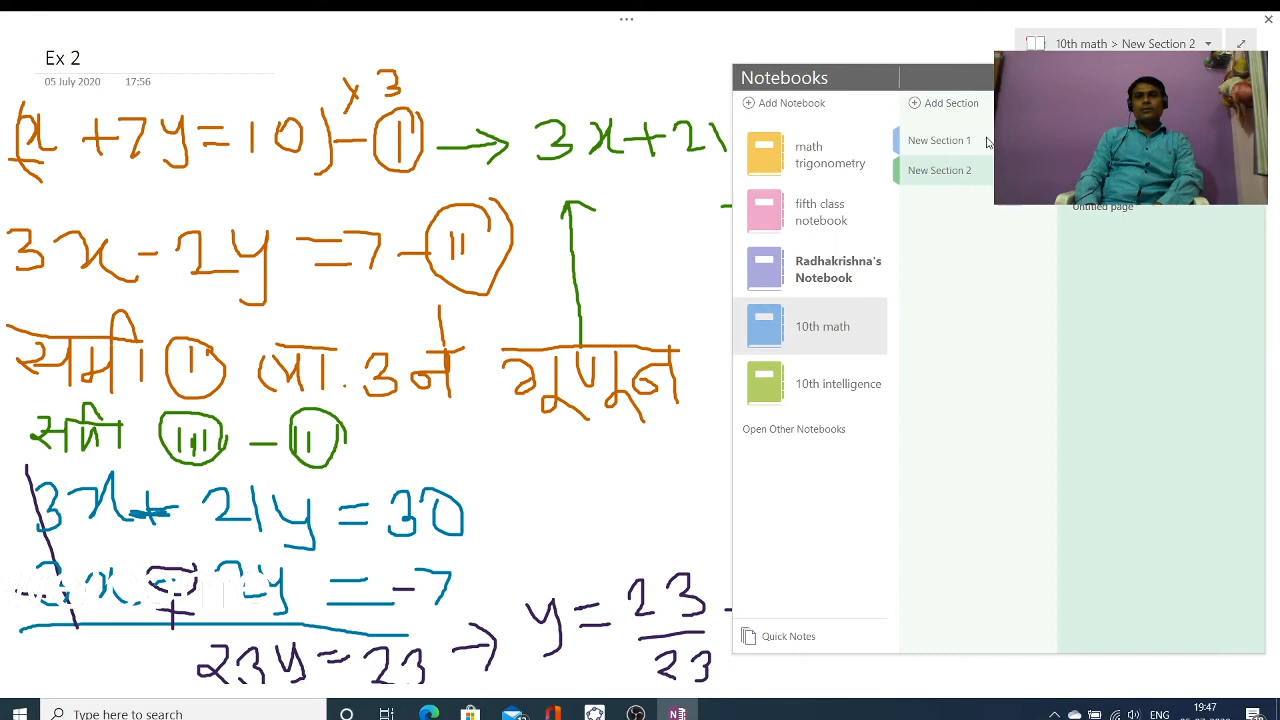 Ex 2
05 July 2020 17:56
(x + 7y = 10) – I × 3 → 3x + 21
3x - 2y = 7 – II
समी I ला . 3 ने गूणून
समी III – II
3x + 21y = 30
2y = -7
23y = 23 → y = 23/23
10th math > New Section 2
Notebooks
Add Notebook
math trigonometry
fifth class notebook
Radhakrishna's Notebook
10th math
10th intelligence
Open Other Notebooks
Quick Notes
Add Section
New Section 1
New Section 2
Untitled page
Type here to search
ENG
19:47